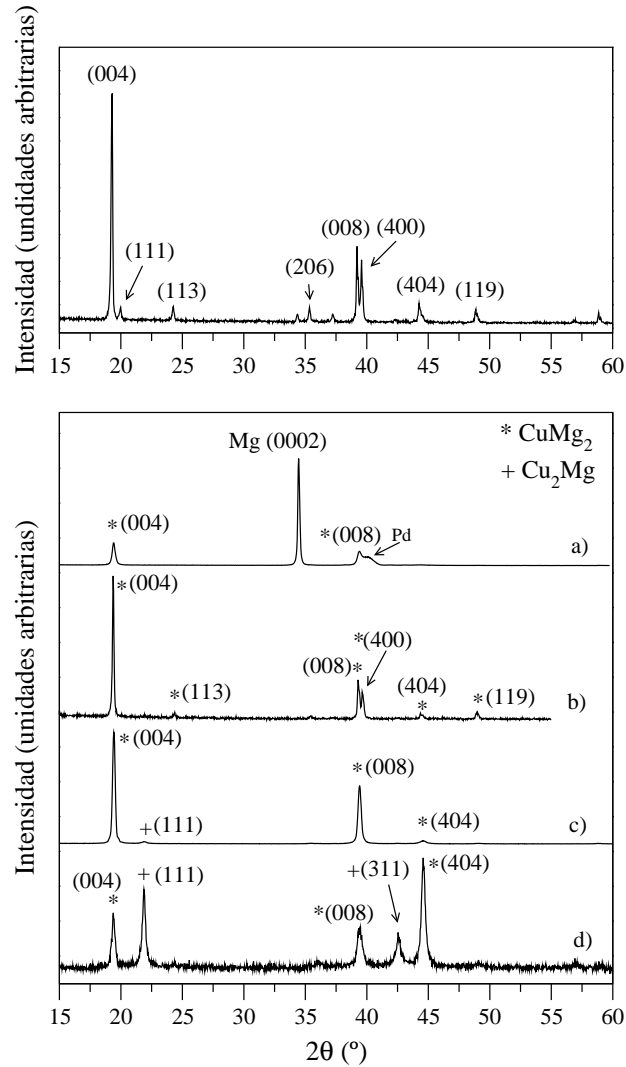 Intensidad (undidades arbitrarias)
(004)
(111)
(113)
(206)
(008)
(400)
(404)
(119)
15 20 25 30 35 40 45 50 55 60
Intensidad (unidades arbitrarias)
* CuMg₂
+ Cu₂Mg
Mg (0002)
*(004)
*(008)
Pd
a)
*(004)
*(113)
(008)*
*(400)
(404)*
*(119)
b)
*(004)
+(111)
*(008)
*(404)
c)
(004)*
+(111)
*(008)
+(311)
*(404)
d)
15 20 25 30 35 40 45 50 55 60
2θ (º)